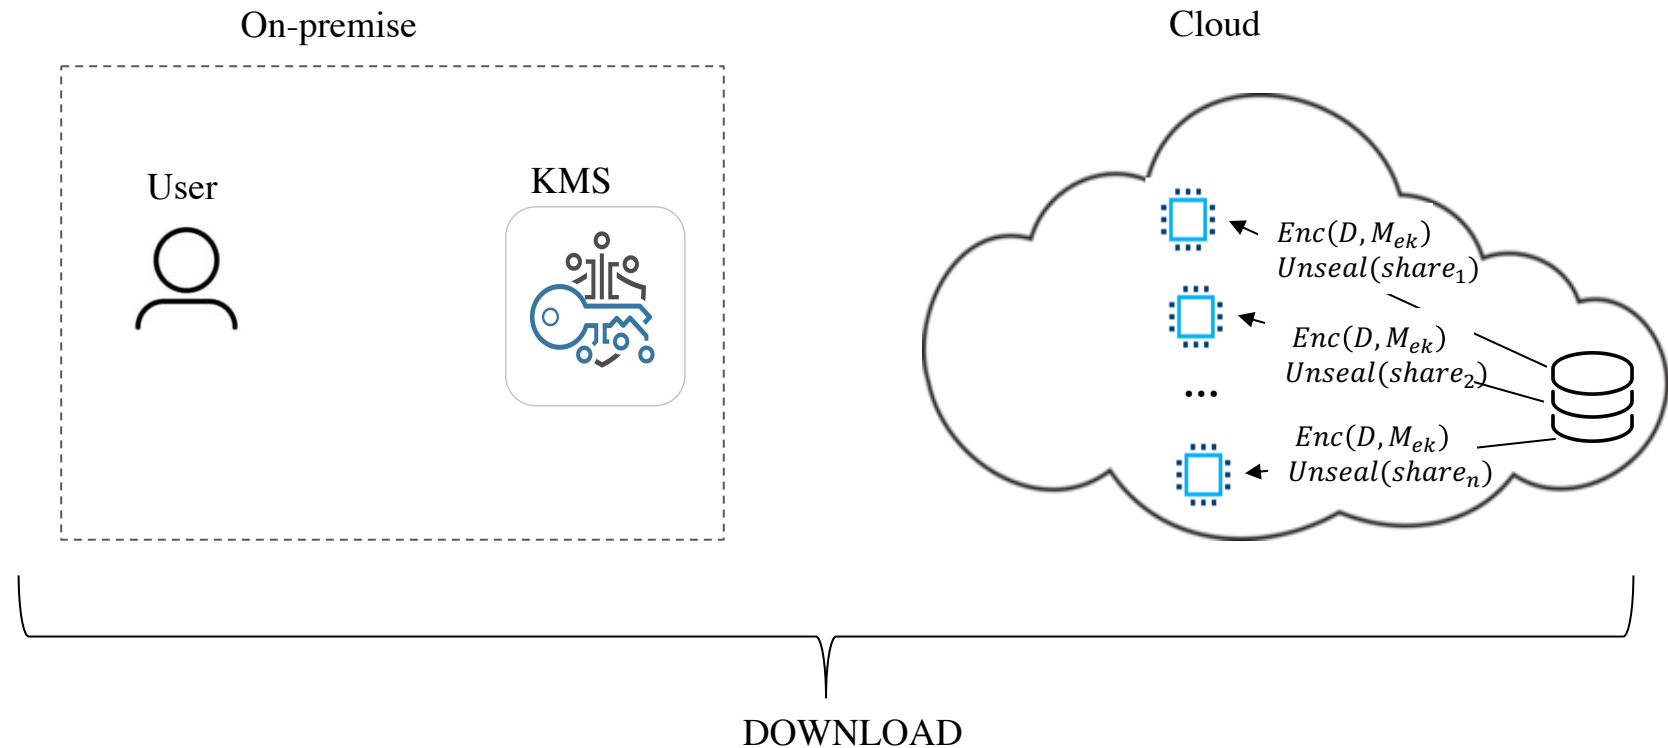 On-premise
Cloud
User
KMS
Enc(D, M_ek)
Unseal(share_1)
Enc(D, M_ek)
Unseal(share_2)
...
Enc(D, M_ek)
Unseal(share_n)
DOWNLOAD